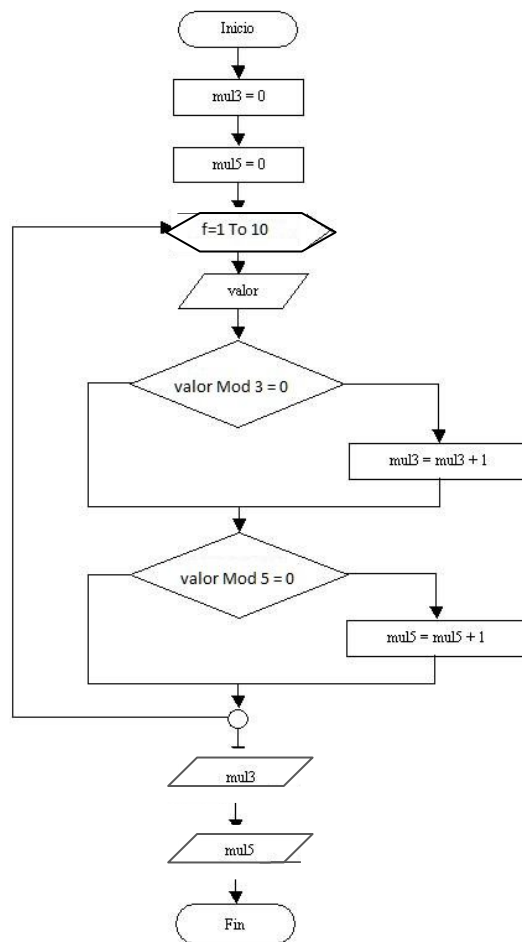 Inicio
mul3 = 0
mul5 = 0
f=1 To 10
valor
valor Mod 3 = 0
mul3 = mul3 + 1
valor Mod 5 = 0
mul5 = mul5 + 1
mul3
mul5
Fin